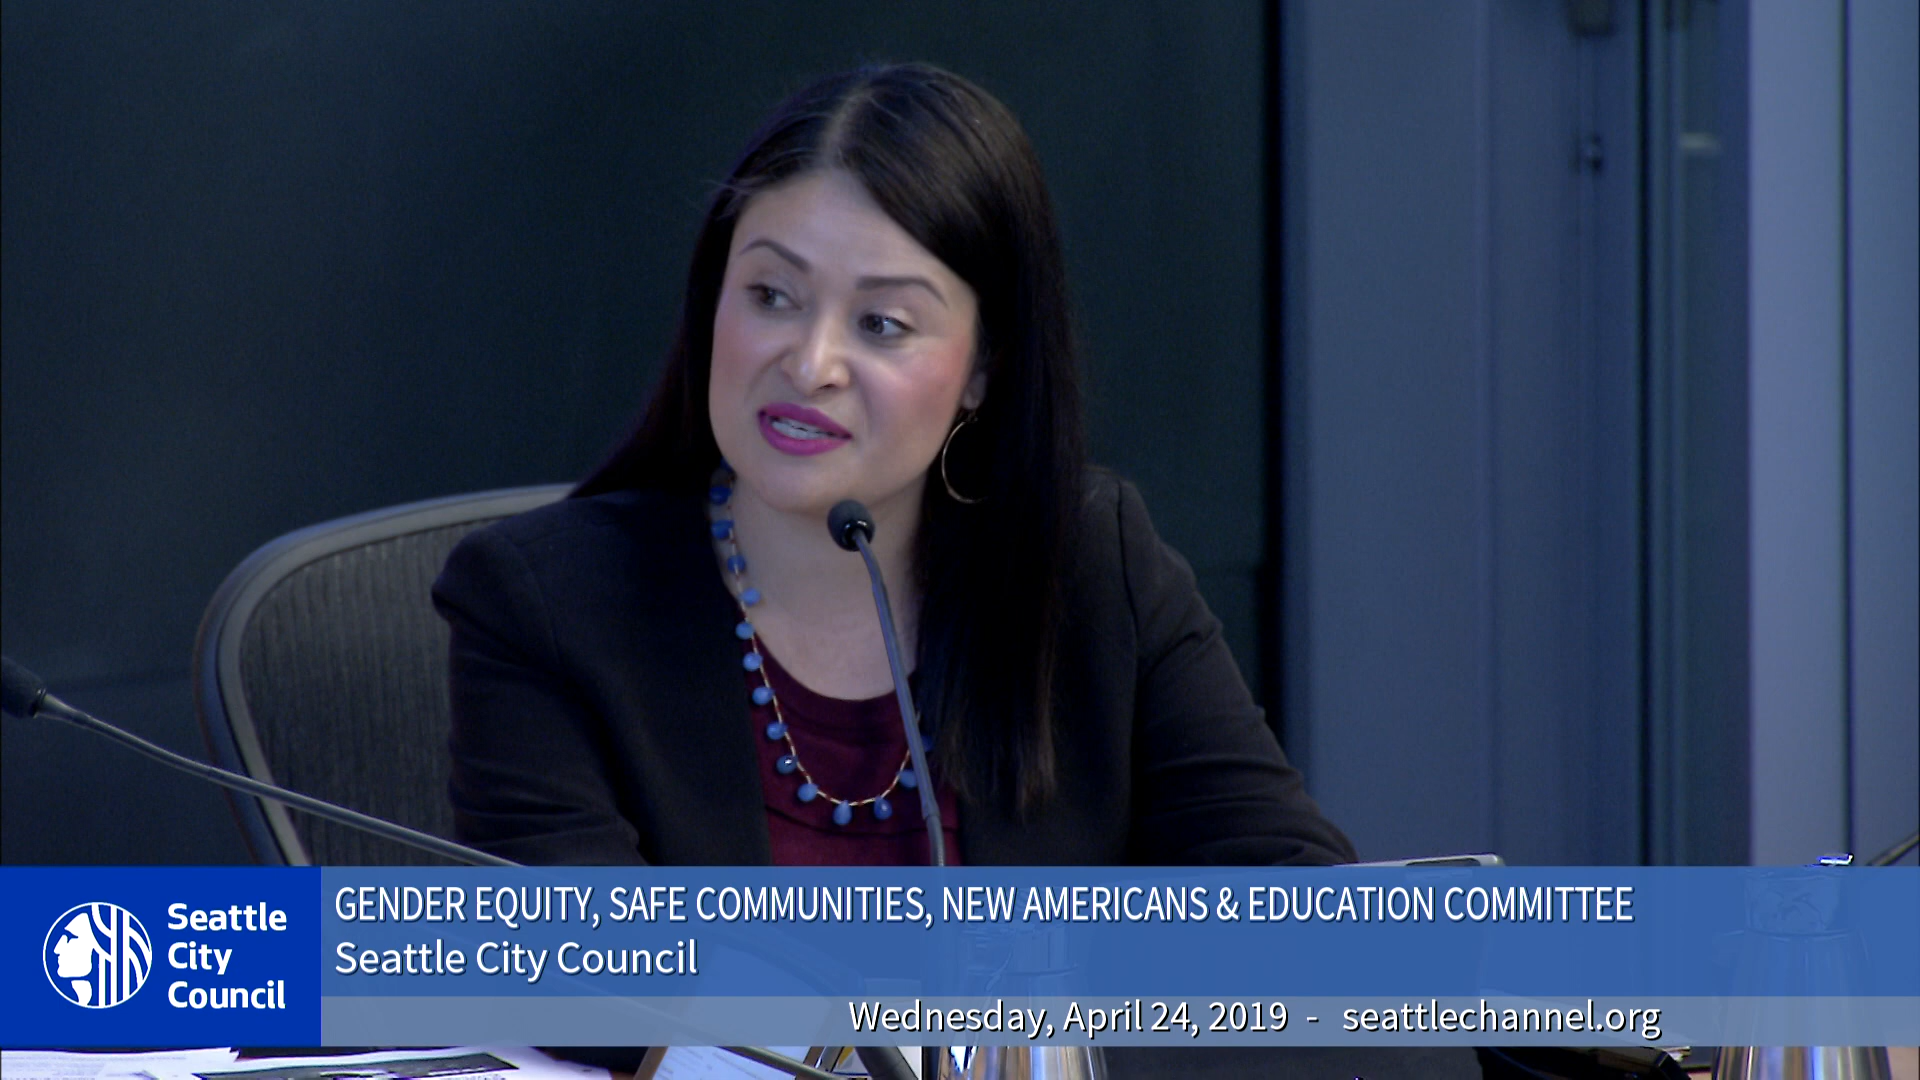 Seattle
City
Council
GENDER EQUITY, SAFE COMMUNITIES, NEW AMERICANS & EDUCATION COMMITTEE
Seattle City Council
Wednesday, April 24, 2019 - seattlechannel.org